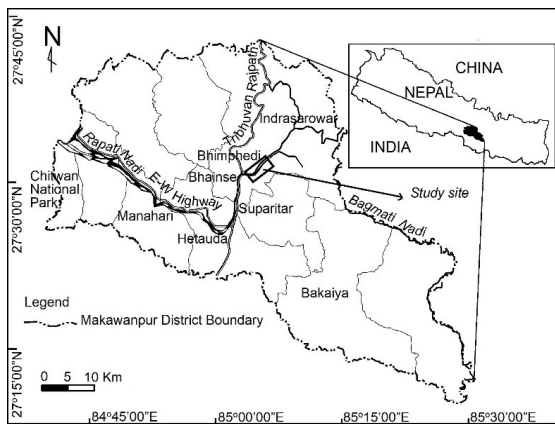 27°45'00"N
N
CHINA
NEPAL
INDIA
Tribhuvan Rajpath
Indrasarowar
Rapati Nadi
Bhimphedi
Chitwan
National
Park
E-W Highway
Bhainse
Study site
27°30'00"N
Manahari
Suparitar
Bagmati Nadi
Hetauda
Bakaiya
Legend
Makawanpur District Boundary
27°15'00"N
0 5 10 Km
84°45'00"E
85°00'00"E
85°15'00"E
85°30'00"E